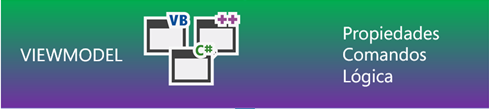 VIEWMODEL
VB
++
C#
Propiedades
Comandos
Lógica